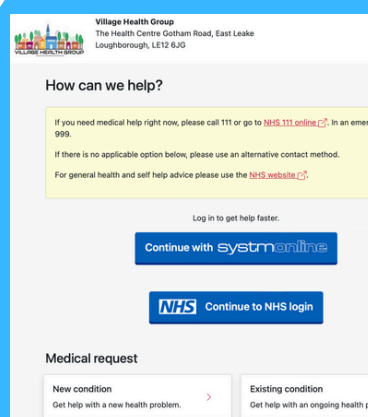 Village Health Group
The Health Centre Gotham Road, East Leake
Loughborough, LE12 6JG
VILLAGE HEALTH GROUP
How can we help?
If you need medical help right now, please call 111 or go to NHS 111 online. In an emer
999.
If there is no applicable option below, please use an alternative contact method.
For general health and self help advice please use the NHS website.
Log in to get help faster.
Continue with systmonline
NHS Continue to NHS login
Medical request
New condition
Get help with a new health problem.
Existing condition
Get help with an ongoing health p